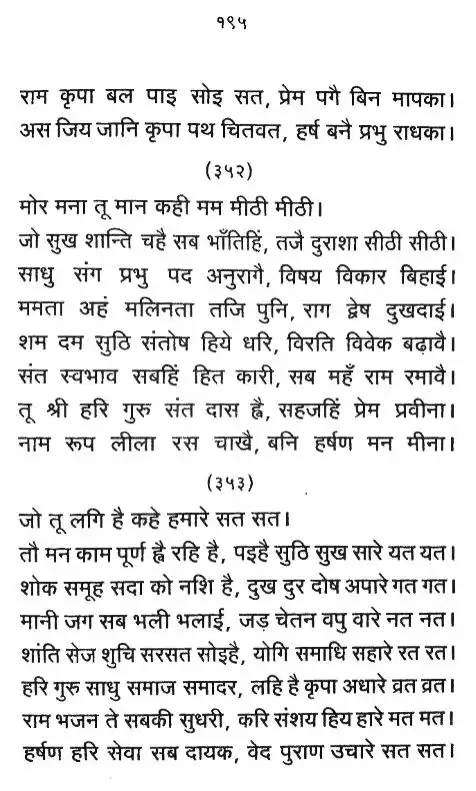 १९५
राम कृपा बल पाइ सोइ सत, प्रेम पगै बिन मापका।
अस जिय जानि कृपा पथ चितवत, हर्ष बनै प्रभु राधका।
(३५२)
मोर मना तू मान कही मम मीठी मीठी।
जो सुख शान्ति चहै सब भाँतिहिं, तजै दुराशा सीठी सीठी।
साधु संग प्रभु पद अनुरागै, विषय विकार बिहाई।
ममता अहं मलिनता तजि पुनि, राग द्वेष दुखदाई।
शम दम सुठि संतोष हिये धरि, विरति विवेक बढ़ावै।
संत स्वभाव सबहिं हित कारी, सब महँ राम रमावै।
तू श्री हरि गुरु संत दास ह्वै, सहजहिं प्रेम प्रवीना।
नाम रूप लीला रस चाखै, बनि हर्षण मन मीना।
(३५३)
जो तू लगि है कहे हमारे सत सत।
तौ मन काम पूर्ण ह्वै रहि है, पइहै सुठि सुख सारे यत यत।
शोक समूह सदा को नशि है, दुख दुर दोष अपारे गत गत।
मानी जग सब भली भलाई, जड़ चेतन वपु वारे नत नत।
शांति सेज शुचि सरसत सोइहै, योगि समाधि सहारे रत रत।
हरि गुरु साधु समाज समादर, लहि है कृपा अधारे व्रत व्रत।
राम भजन ते सबकी सुधरी, करि संशय हिय हारे मत मत।
हर्षण हरि सेवा सब दायक, वेद पुराण उचारे सत सत।